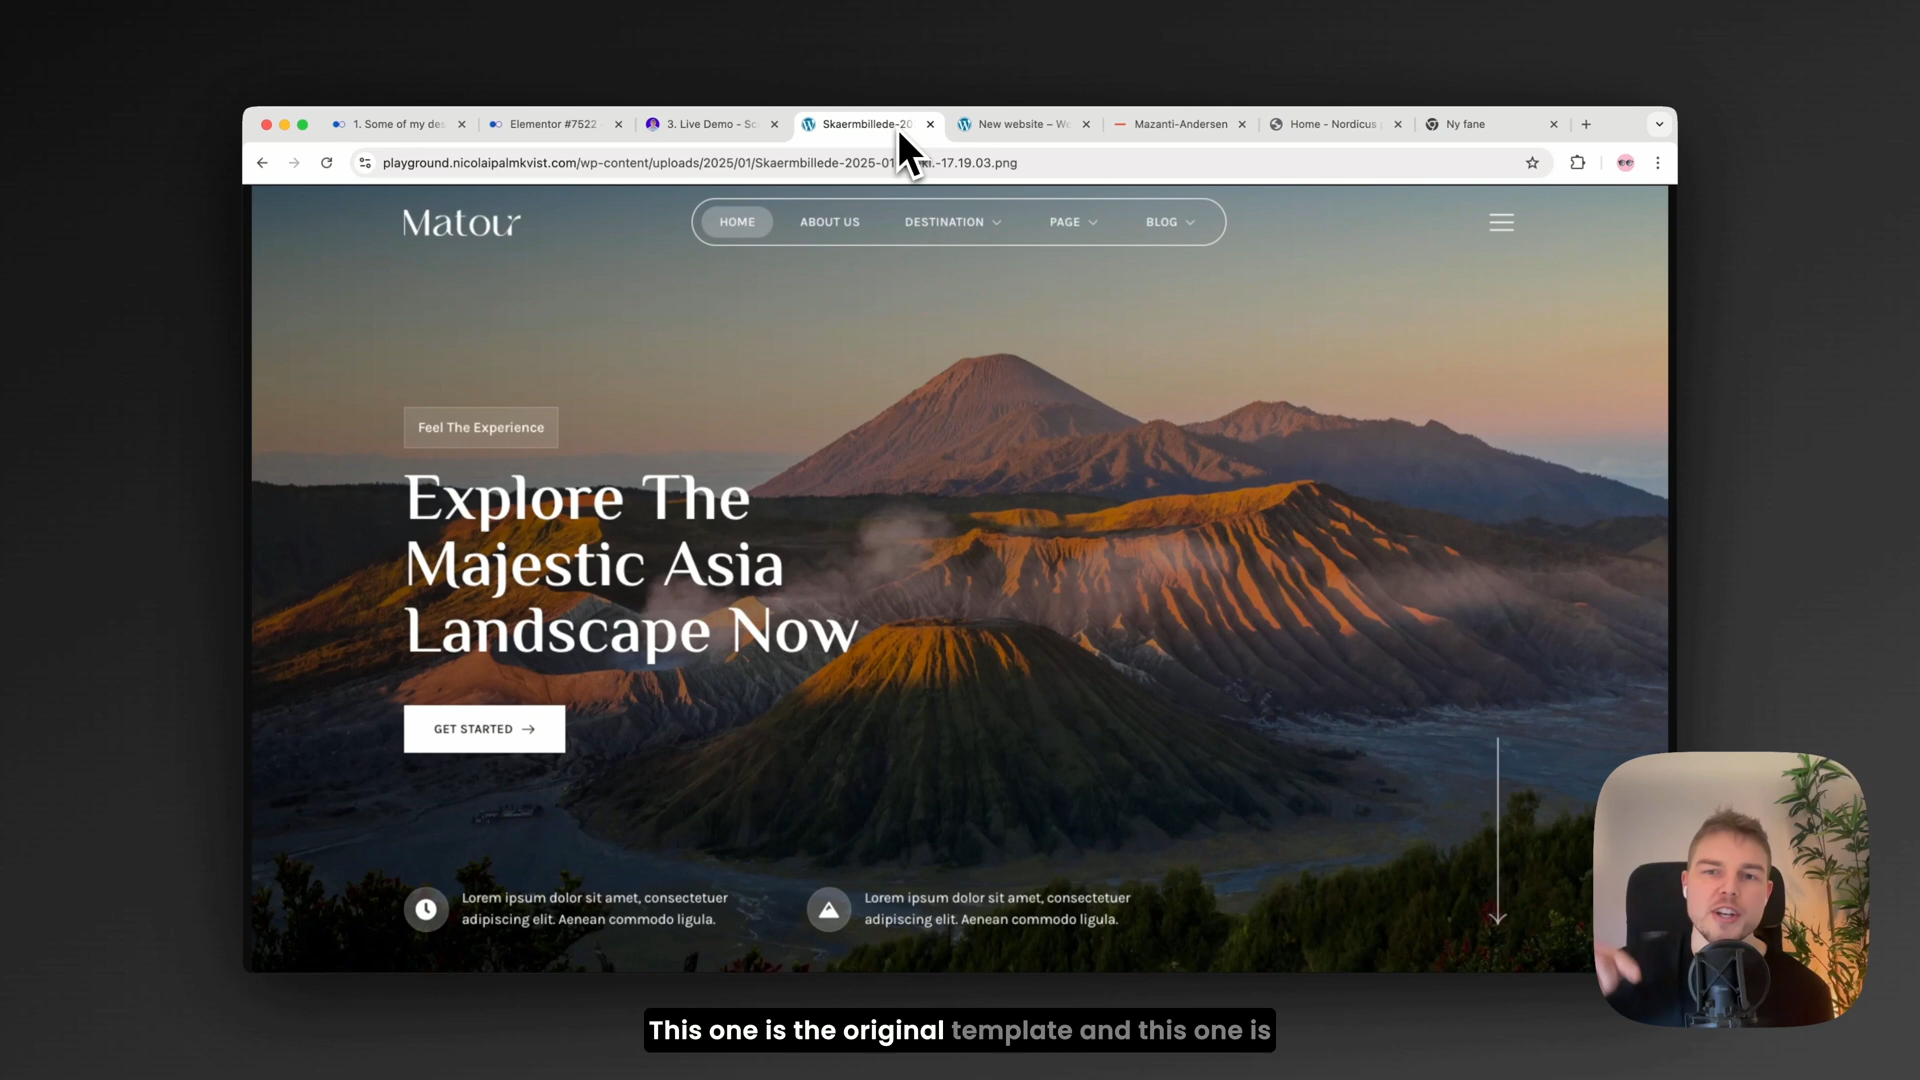 1. Some of my des
Elementor #7522
3. Live Demo - Sc
Skaermbillede-20
New website – We
Mazanti-Andersen
Home - Nordicus
Ny fane
playground.nicolaipalmkvist.com/wp-content/uploads/2025/01/Skaermbillede-2025-01 .-17.19.03.png
Matour
HOME
ABOUT US
DESTINATION
PAGE
BLOG
Feel The Experience
Explore The
Majestic Asia
Landscape Now
GET STARTED →
Lorem ipsum dolor sit amet, consectetuer
adipiscing elit. Aenean commodo ligula.
Lorem ipsum dolor sit amet, consectetuer
adipiscing elit. Aenean commodo ligula.
This one is the original template and this one is